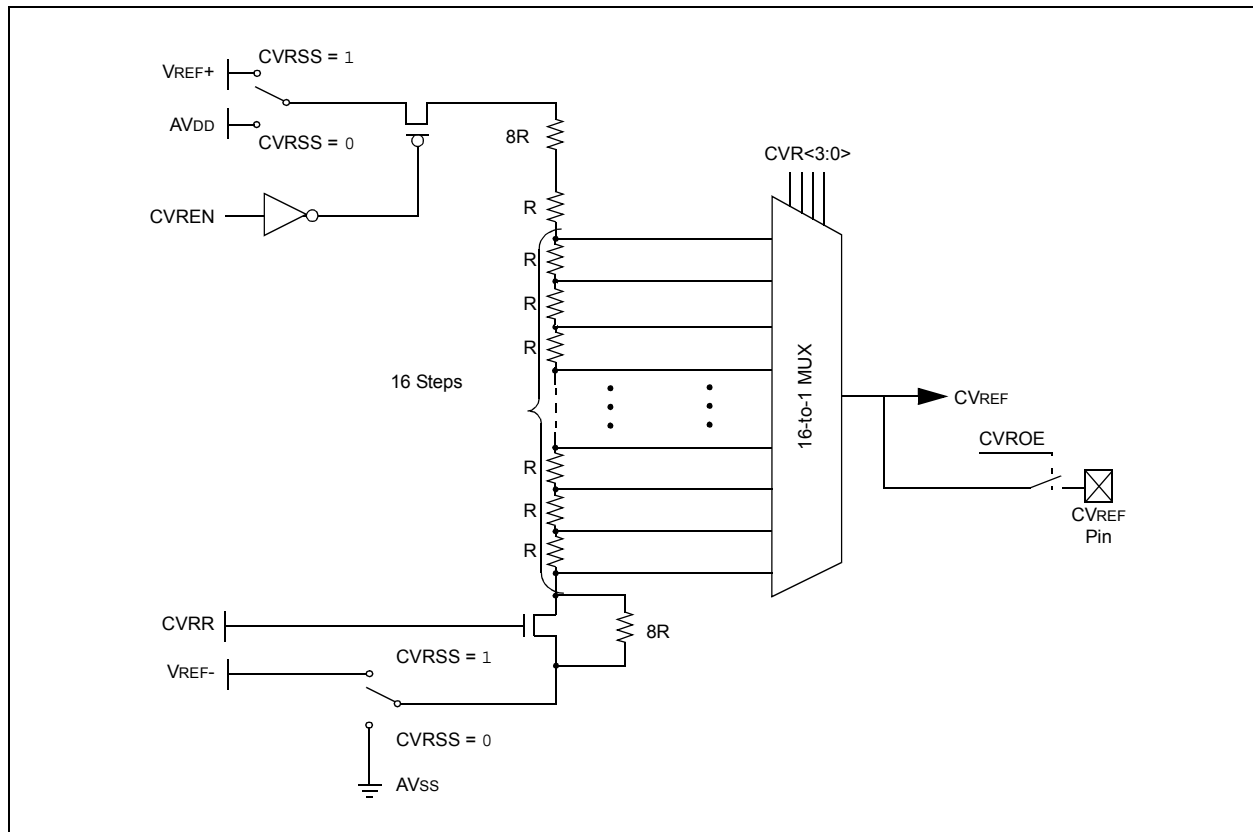 CVRSS = 1
VREF+
AVDD
CVRSS = 0
8R
CVR<3:0>
CVREN
R
R
R
R
16 Steps
16-to-1 MUX
CVREF
CVROE
R
R
R
CVREF
Pin
CVRR
8R
CVRSS = 1
VREF-
CVRSS = 0
AVSS